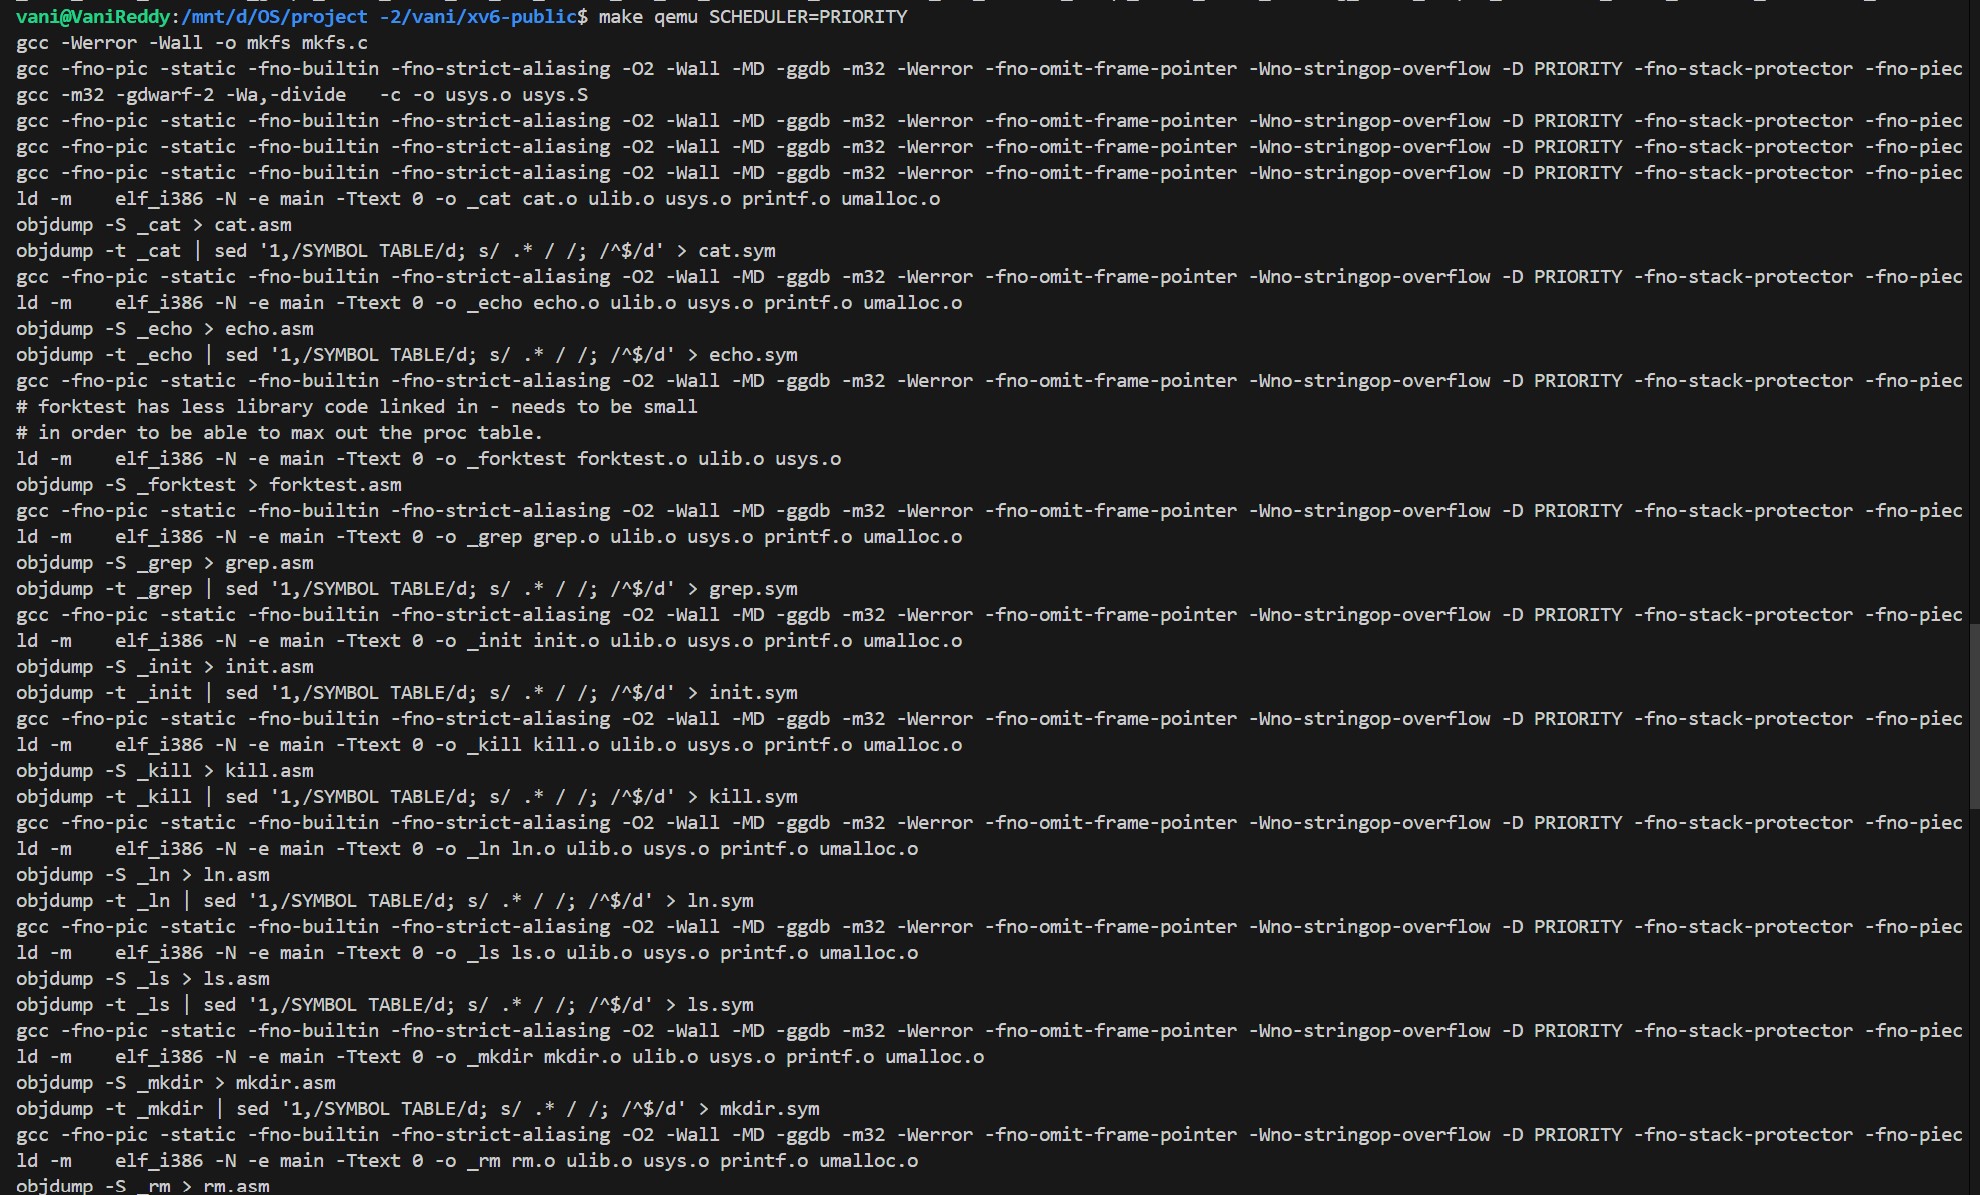 vani@VaniReddy:/mnt/d/OS/project -2/vani/xv6-public$ make qemu SCHEDULER=PRIORITY
gcc -Werror -Wall -o mkfs mkfs.c
gcc -fno-pic -static -fno-builtin -fno-strict-aliasing -O2 -Wall -MD -ggdb -m32 -Werror -fno-omit-frame-pointer -Wno-stringop-overflow -D PRIORITY -fno-stack-protector -fno-piec
gcc -m32 -gdwarf-2 -Wa,-divide   -c -o usys.o usys.S
gcc -fno-pic -static -fno-builtin -fno-strict-aliasing -O2 -Wall -MD -ggdb -m32 -Werror -fno-omit-frame-pointer -Wno-stringop-overflow -D PRIORITY -fno-stack-protector -fno-piec
gcc -fno-pic -static -fno-builtin -fno-strict-aliasing -O2 -Wall -MD -ggdb -m32 -Werror -fno-omit-frame-pointer -Wno-stringop-overflow -D PRIORITY -fno-stack-protector -fno-piec
gcc -fno-pic -static -fno-builtin -fno-strict-aliasing -O2 -Wall -MD -ggdb -m32 -Werror -fno-omit-frame-pointer -Wno-stringop-overflow -D PRIORITY -fno-stack-protector -fno-piec
ld -m    elf_i386 -N -e main -Ttext 0 -o _cat cat.o ulib.o usys.o printf.o umalloc.o
objdump -S _cat > cat.asm
objdump -t _cat | sed '1,/SYMBOL TABLE/d; s/ .* / /; /^$/d' > cat.sym
gcc -fno-pic -static -fno-builtin -fno-strict-aliasing -O2 -Wall -MD -ggdb -m32 -Werror -fno-omit-frame-pointer -Wno-stringop-overflow -D PRIORITY -fno-stack-protector -fno-piec
ld -m    elf_i386 -N -e main -Ttext 0 -o _echo echo.o ulib.o usys.o printf.o umalloc.o
objdump -S _echo > echo.asm
objdump -t _echo | sed '1,/SYMBOL TABLE/d; s/ .* / /; /^$/d' > echo.sym
gcc -fno-pic -static -fno-builtin -fno-strict-aliasing -O2 -Wall -MD -ggdb -m32 -Werror -fno-omit-frame-pointer -Wno-stringop-overflow -D PRIORITY -fno-stack-protector -fno-piec
# forktest has less library code linked in - needs to be small
# in order to be able to max out the proc table.
ld -m    elf_i386 -N -e main -Ttext 0 -o _forktest forktest.o ulib.o usys.o
objdump -S _forktest > forktest.asm
gcc -fno-pic -static -fno-builtin -fno-strict-aliasing -O2 -Wall -MD -ggdb -m32 -Werror -fno-omit-frame-pointer -Wno-stringop-overflow -D PRIORITY -fno-stack-protector -fno-piec
ld -m    elf_i386 -N -e main -Ttext 0 -o _grep grep.o ulib.o usys.o printf.o umalloc.o
objdump -S _grep > grep.asm
objdump -t _grep | sed '1,/SYMBOL TABLE/d; s/ .* / /; /^$/d' > grep.sym
gcc -fno-pic -static -fno-builtin -fno-strict-aliasing -O2 -Wall -MD -ggdb -m32 -Werror -fno-omit-frame-pointer -Wno-stringop-overflow -D PRIORITY -fno-stack-protector -fno-piec
ld -m    elf_i386 -N -e main -Ttext 0 -o _init init.o ulib.o usys.o printf.o umalloc.o
objdump -S _init > init.asm
objdump -t _init | sed '1,/SYMBOL TABLE/d; s/ .* / /; /^$/d' > init.sym
gcc -fno-pic -static -fno-builtin -fno-strict-aliasing -O2 -Wall -MD -ggdb -m32 -Werror -fno-omit-frame-pointer -Wno-stringop-overflow -D PRIORITY -fno-stack-protector -fno-piec
ld -m    elf_i386 -N -e main -Ttext 0 -o _kill kill.o ulib.o usys.o printf.o umalloc.o
objdump -S _kill > kill.asm
objdump -t _kill | sed '1,/SYMBOL TABLE/d; s/ .* / /; /^$/d' > kill.sym
gcc -fno-pic -static -fno-builtin -fno-strict-aliasing -O2 -Wall -MD -ggdb -m32 -Werror -fno-omit-frame-pointer -Wno-stringop-overflow -D PRIORITY -fno-stack-protector -fno-piec
ld -m    elf_i386 -N -e main -Ttext 0 -o _ln ln.o ulib.o usys.o printf.o umalloc.o
objdump -S _ln > ln.asm
objdump -t _ln | sed '1,/SYMBOL TABLE/d; s/ .* / /; /^$/d' > ln.sym
gcc -fno-pic -static -fno-builtin -fno-strict-aliasing -O2 -Wall -MD -ggdb -m32 -Werror -fno-omit-frame-pointer -Wno-stringop-overflow -D PRIORITY -fno-stack-protector -fno-piec
ld -m    elf_i386 -N -e main -Ttext 0 -o _ls ls.o ulib.o usys.o printf.o umalloc.o
objdump -S _ls > ls.asm
objdump -t _ls | sed '1,/SYMBOL TABLE/d; s/ .* / /; /^$/d' > ls.sym
gcc -fno-pic -static -fno-builtin -fno-strict-aliasing -O2 -Wall -MD -ggdb -m32 -Werror -fno-omit-frame-pointer -Wno-stringop-overflow -D PRIORITY -fno-stack-protector -fno-piec
ld -m    elf_i386 -N -e main -Ttext 0 -o _mkdir mkdir.o ulib.o usys.o printf.o umalloc.o
objdump -S _mkdir > mkdir.asm
objdump -t _mkdir | sed '1,/SYMBOL TABLE/d; s/ .* / /; /^$/d' > mkdir.sym
gcc -fno-pic -static -fno-builtin -fno-strict-aliasing -O2 -Wall -MD -ggdb -m32 -Werror -fno-omit-frame-pointer -Wno-stringop-overflow -D PRIORITY -fno-stack-protector -fno-piec
ld -m    elf_i386 -N -e main -Ttext 0 -o _rm rm.o ulib.o usys.o printf.o umalloc.o
objdump -S _rm > rm.asm